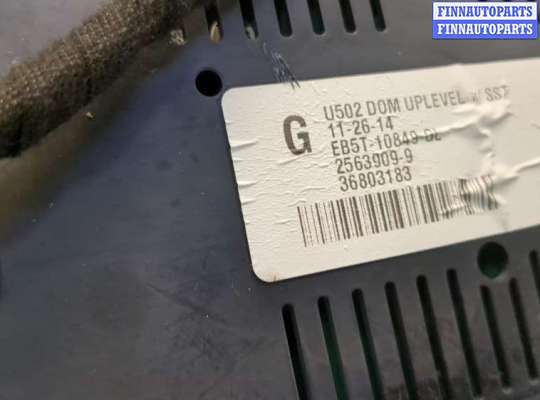 FINNAUTOPARTS
FINNAUTOPARTS
G
U502 DOM UPLEVEL w/ SST
11-26-14
EB5T-10849-
2563909-9
36803183